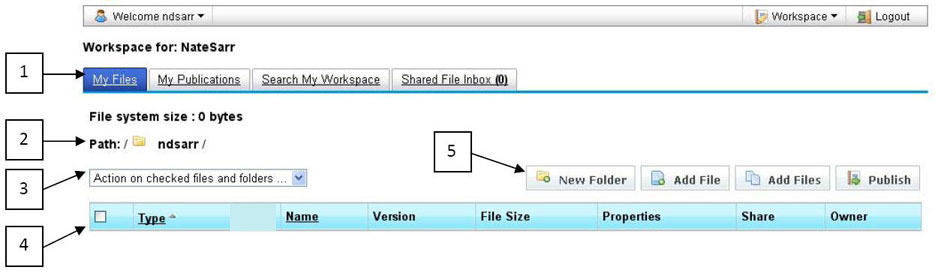 Welcome ndsarr Workspace Logout
Workspace for: NateSarr
1
My Files My Publications Search My Workspace Shared File Inbox (0)
File system size : 0 bytes
2
Path: / ndsarr /
5
3
Action on checked files and folders ... New Folder Add File Add Files Publish
4
Type Name Version File Size Properties Share Owner